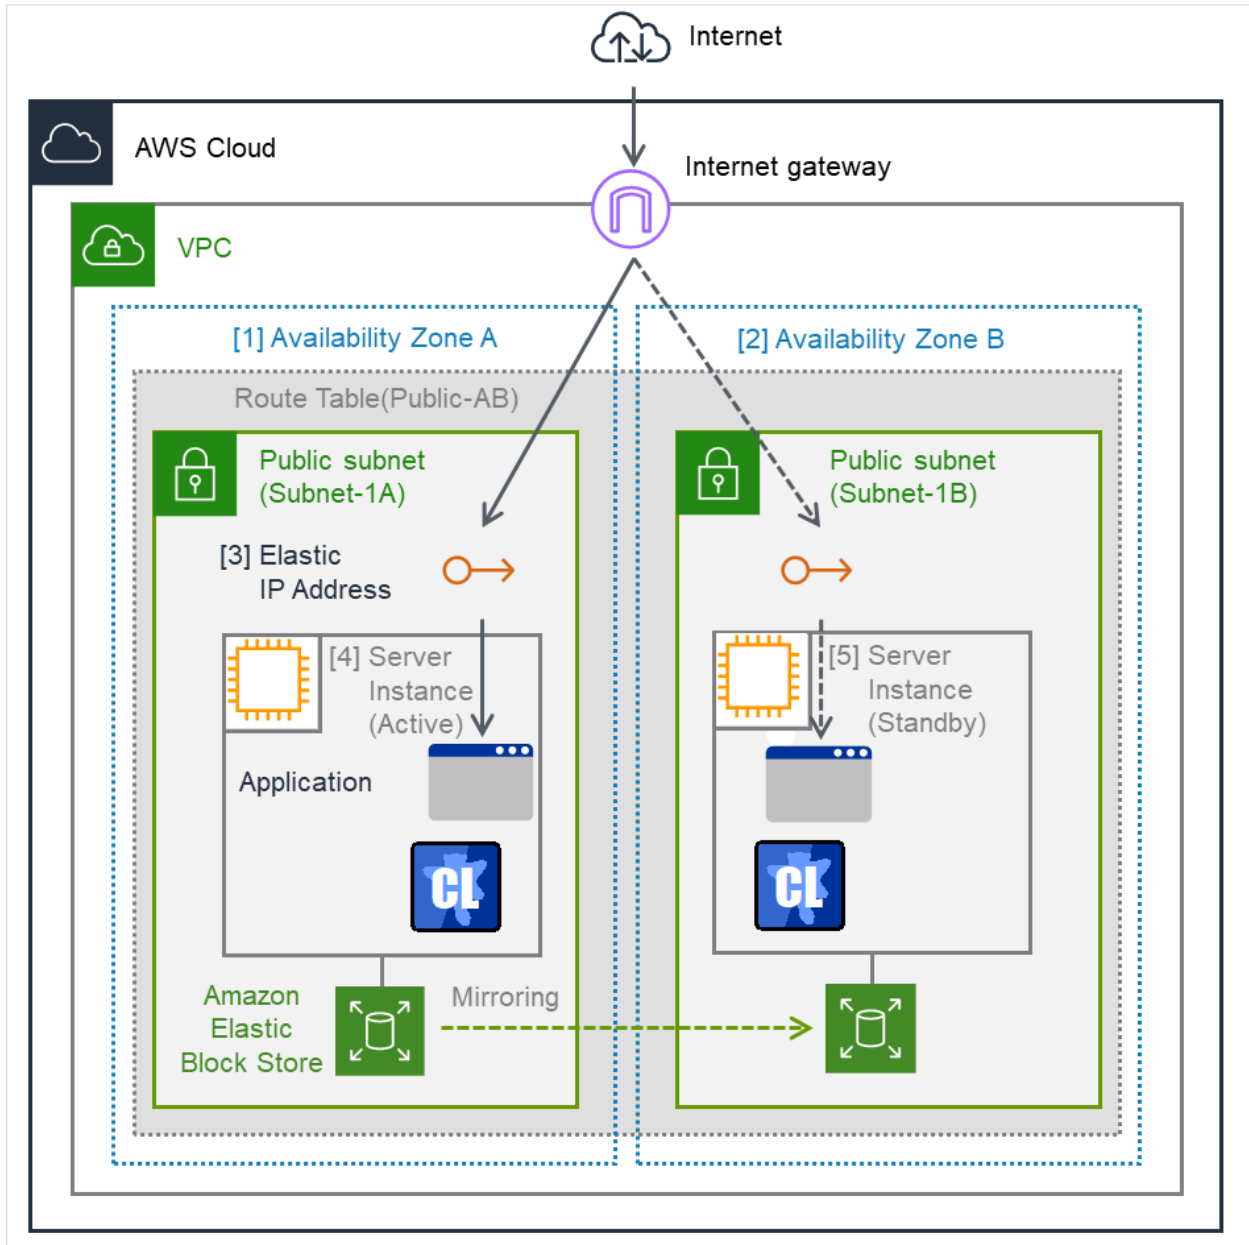 Internet
AWS Cloud
Internet gateway
VPC
[1] Availability Zone A
[2] Availability Zone B
Route Table(Public-AB)
Public subnet
(Subnet-1A)
Public subnet
(Subnet-1B)
[3] Elastic
IP Address
[4] Server
Instance
(Active)
[5] Server
Instance
(Standby)
Application
CL
CL
Amazon
Elastic
Block Store
Mirroring